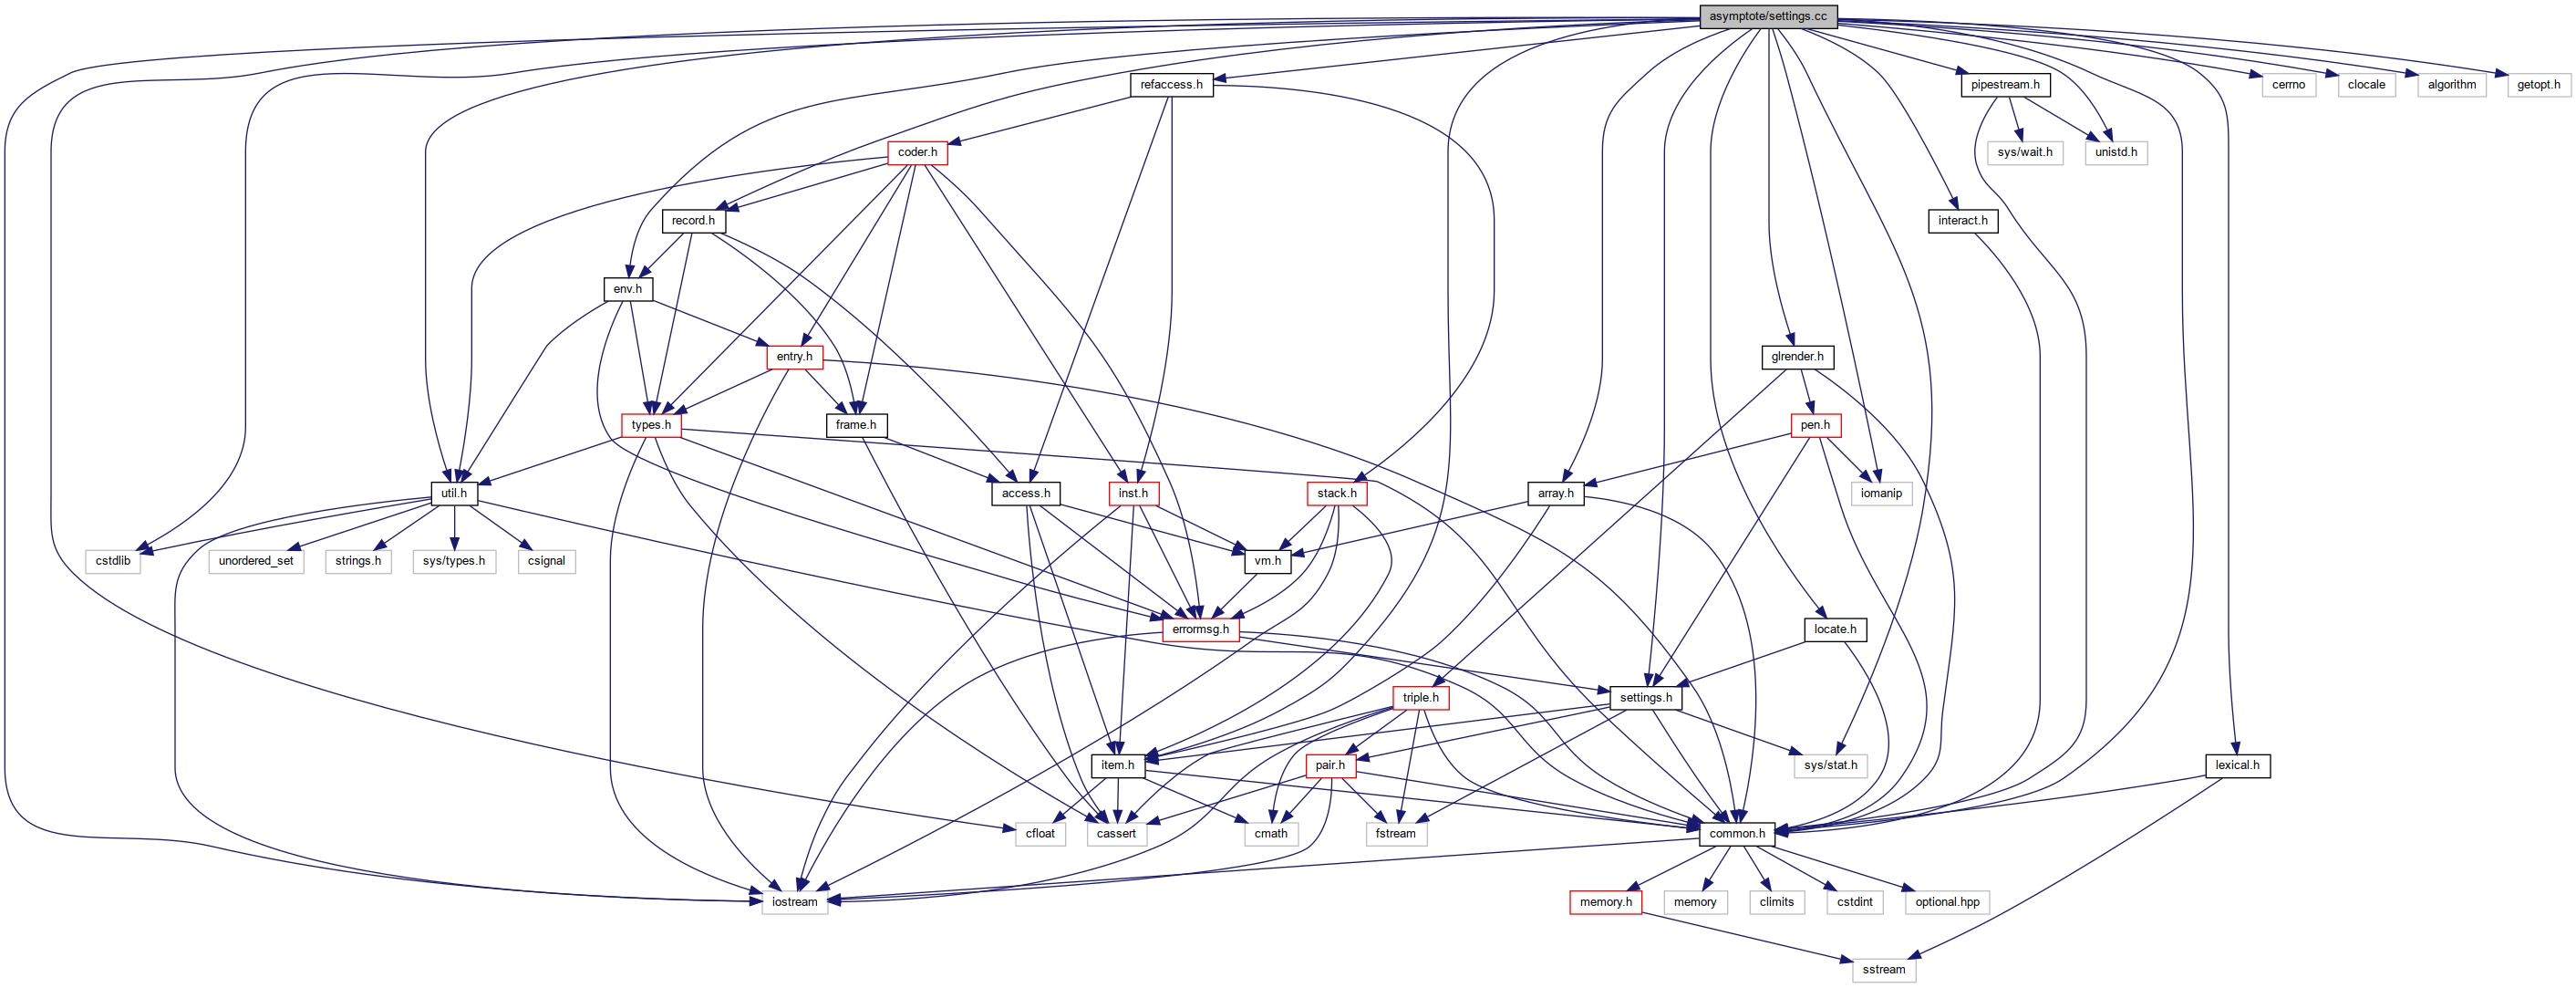 asymptote/settings.cc
refaccess.h
pipestream.h
cerrno
clocale
algorithm
getopt.h
coder.h
sys/wait.h
unistd.h
record.h
interact.h
env.h
entry.h
glrender.h
types.h
frame.h
pen.h
util.h
access.h
inst.h
stack.h
array.h
iomanip
cstdlib
unordered_set
strings.h
sys/types.h
csignal
vm.h
errormsg.h
locate.h
triple.h
settings.h
item.h
pair.h
sys/stat.h
lexical.h
cfloat
cassert
cmath
fstream
common.h
iostream
memory.h
memory
climits
cstdint
optional.hpp
sstream